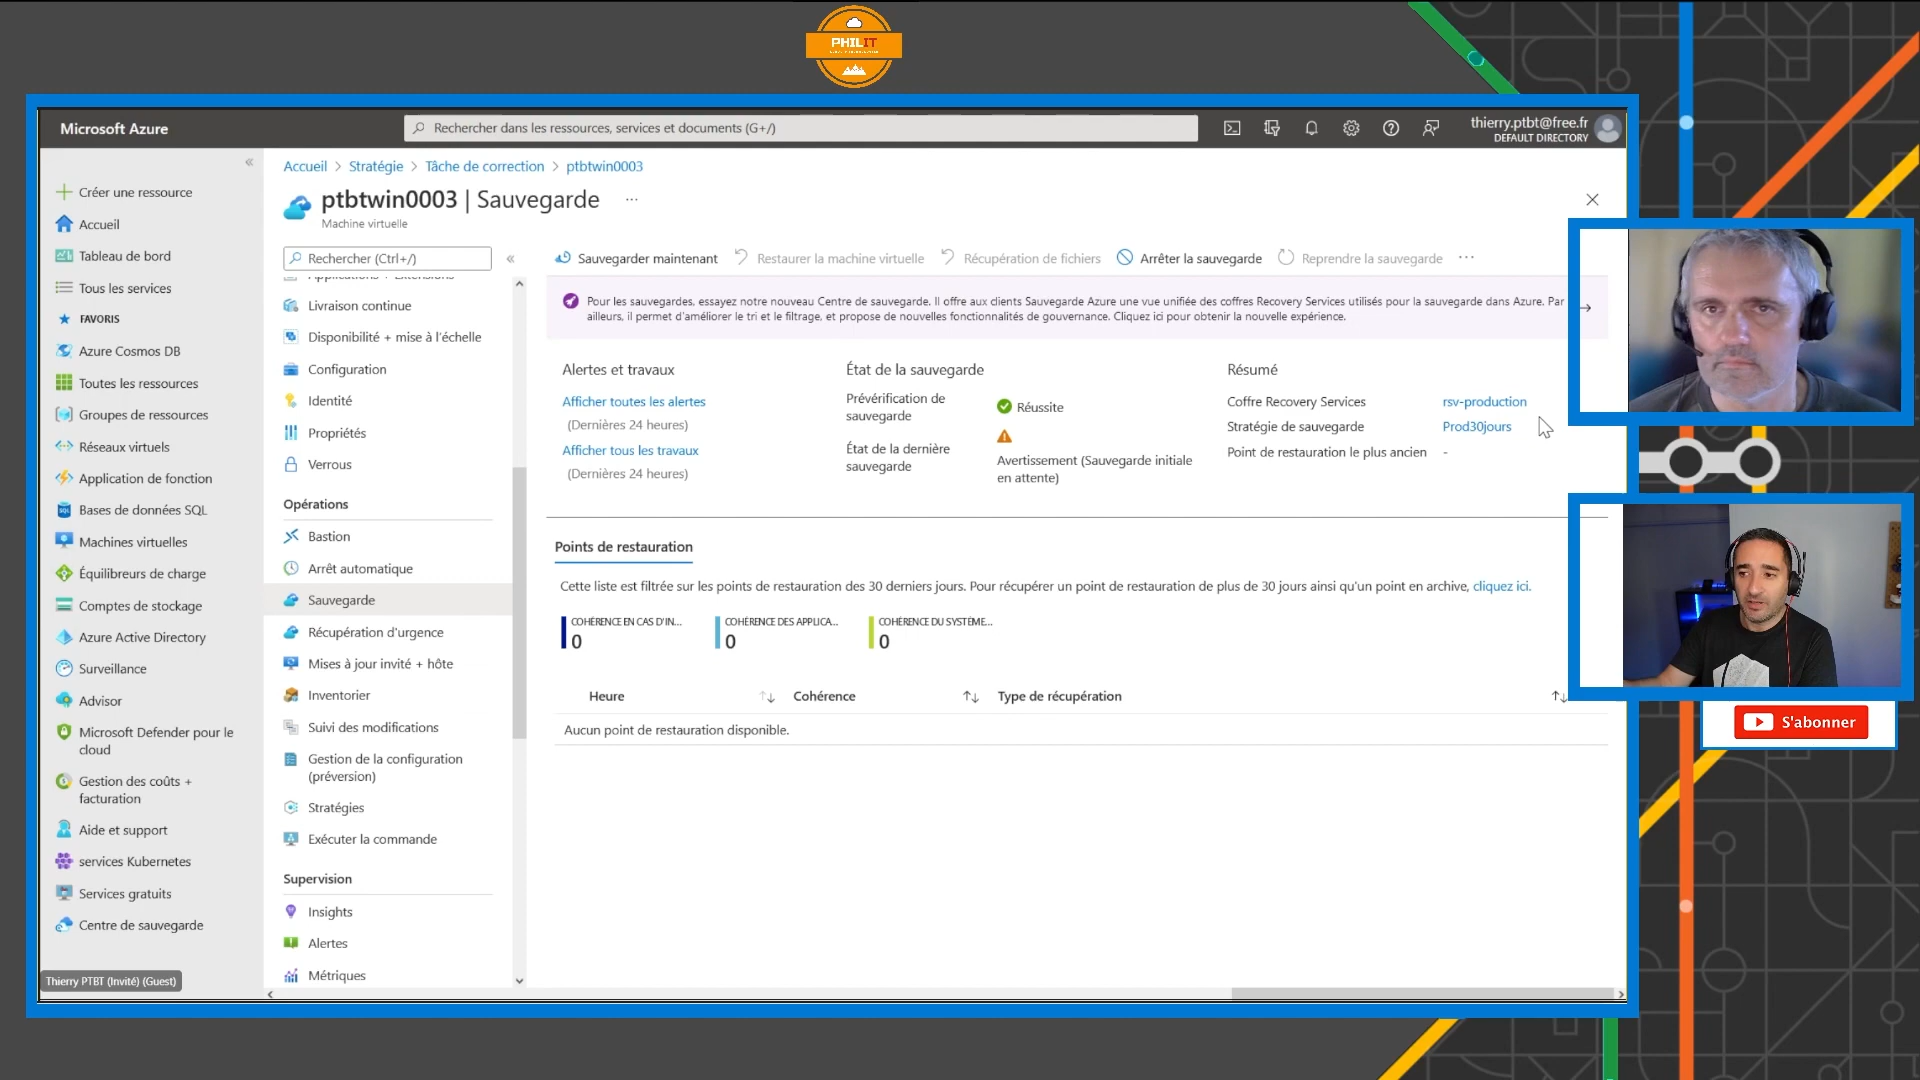 PHILIT
Microsoft Azure
Rechercher dans les ressources, services et documents (G+/)
thierry.ptbt@free.fr
DEFAULT DIRECTORY
Créer une ressource
Accueil
Tableau de bord
Tous les services
FAVORIS
Azure Cosmos DB
Toutes les ressources
Groupes de ressources
Réseaux virtuels
Application de fonction
Bases de données SQL
Machines virtuelles
Équilibreurs de charge
Comptes de stockage
Azure Active Directory
Surveillance
Advisor
Microsoft Defender pour le
cloud
Gestion des coûts +
facturation
Aide et support
services Kubernetes
Services gratuits
Centre de sauvegarde
Thierry PTBT (Invité) (Guest)
Accueil > Stratégie > Tâche de correction > ptbtwin0003
ptbtwin0003 | Sauvegarde ...
Machine virtuelle
Rechercher (Ctrl+/)
Applications + Extensions
Livraison continue
Disponibilité + mise à l'échelle
Configuration
Identité
Propriétés
Verrous
Opérations
Bastion
Arrêt automatique
Sauvegarde
Récupération d'urgence
Mises à jour invité + hôte
Inventorier
Suivi des modifications
Gestion de la configuration
(préversion)
Stratégies
Exécuter la commande
Supervision
Insights
Alertes
Métriques
Sauvegarder maintenant Restaurer la machine virtuelle Récupération de fichiers Arrêter la sauvegarde Reprendre la sauvegarde ...
Pour les sauvegardes, essayez notre nouveau Centre de sauvegarde. Il offre aux clients Sauvegarde Azure une vue unifiée des coffres Recovery Services utilisés pour la sauvegarde dans Azure. Par
ailleurs, il permet d'améliorer le tri et le filtrage, et propose de nouvelles fonctionnalités de gouvernance. Cliquez ici pour obtenir la nouvelle expérience.
Alertes et travaux
Afficher toutes les alertes
(Dernières 24 heures)
Afficher tous les travaux
(Dernières 24 heures)
État de la sauvegarde
Prévérification de
sauvegarde
Réussite
État de la dernière
sauvegarde
Avertissement (Sauvegarde initiale
en attente)
Résumé
Coffre Recovery Services rsv-production
Stratégie de sauvegarde Prod30jours
Point de restauration le plus ancien -
Points de restauration
Cette liste est filtrée sur les points de restauration des 30 derniers jours. Pour récupérer un point de restauration de plus de 30 jours ainsi qu'un point en archive, cliquez ici.
COHÉRENCE EN CAS D'IN... COHÉRENCE DES APPLICA... COHÉRENCE DU SYSTÈME...
0 0 0
Heure Cohérence Type de récupération
Aucun point de restauration disponible.
S'abonner